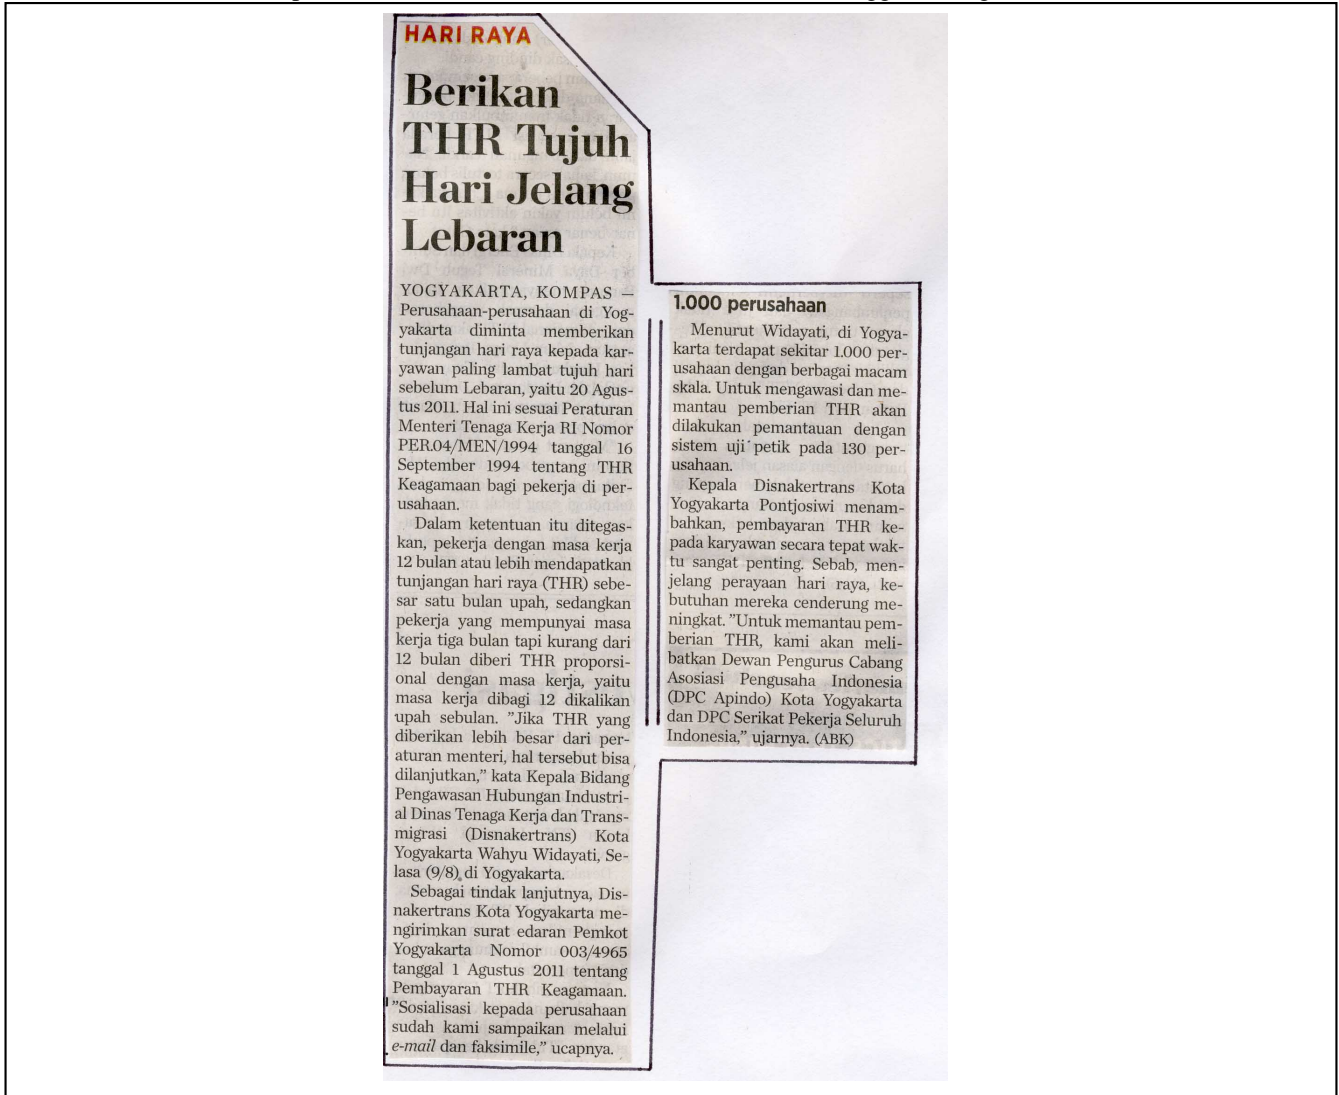 HARI RAYA
Berikan
THR Tujuh
Hari Jelang
Lebaran
YOGYAKARTA, KOMPAS —
Perusahaan-perusahaan di Yog-
yakarta diminta memberikan
tunjangan hari raya kepada kar-
yawan paling lambat tujuh hari
sebelum Lebaran, yaitu 20 Agus-
tus 2011. Hal ini sesuai Peraturan
Menteri Tenaga Kerja RI Nomor
PER.04/MEN/1994 tanggal 16
September 1994 tentang THR
Keagamaan bagi pekerja di per-
usahaan.
Dalam ketentuan itu ditegas-
kan, pekerja dengan masa kerja
12 bulan atau lebih mendapatkan
tunjangan hari raya (THR) sebe-
sar satu bulan upah, sedangkan
pekerja yang mempunyai masa
kerja tiga bulan tapi kurang dari
12 bulan diberi THR proporsi-
onal dengan masa kerja, yaitu
masa kerja dibagi 12 dikalikan
upah sebulan. ”Jika THR yang
diberikan lebih besar dari per-
aturan menteri, hal tersebut bisa
dilanjutkan,” kata Kepala Bidang
Pengawasan Hubungan Industri-
al Dinas Tenaga Kerja dan Trans-
migrasi (Disnakertrans) Kota
Yogyakarta Wahyu Widayati, Se-
lasa (9/8), di Yogyakarta.
Sebagai tindak lanjutnya, Dis-
nakertrans Kota Yogyakarta me-
ngirimkan surat edaran Pemkot
Yogyakarta Nomor 003/4965
tanggal 1 Agustus 2011 tentang
Pembayaran THR Keagamaan.
”Sosialisasi kepada perusahaan
sudah kami sampaikan melalui
e-mail dan faksimile,” ucapnya.
1.000 perusahaan
Menurut Widayati, di Yogya-
karta terdapat sekitar 1.000 per-
usahaan dengan berbagai macam
skala. Untuk mengawasi dan me-
mantau pemberian THR akan
dilakukan pemantauan dengan
sistem uji petik pada 130 per-
usahaan.
Kepala Disnakertrans Kota
Yogyakarta Pontjosiwi menam-
bahkan, pembayaran THR ke-
pada karyawan secara tepat wak-
tu sangat penting. Sebab, men-
jelang perayaan hari raya, ke-
butuhan mereka cenderung me-
ningkat. ”Untuk memantau pem-
berian THR, kami akan meli-
batkan Dewan Pengurus Cabang
Asosiasi Pengusaha Indonesia
(DPC Apindo) Kota Yogyakarta
dan DPC Serikat Pekerja Seluruh
Indonesia,” ujarnya. (ABK)